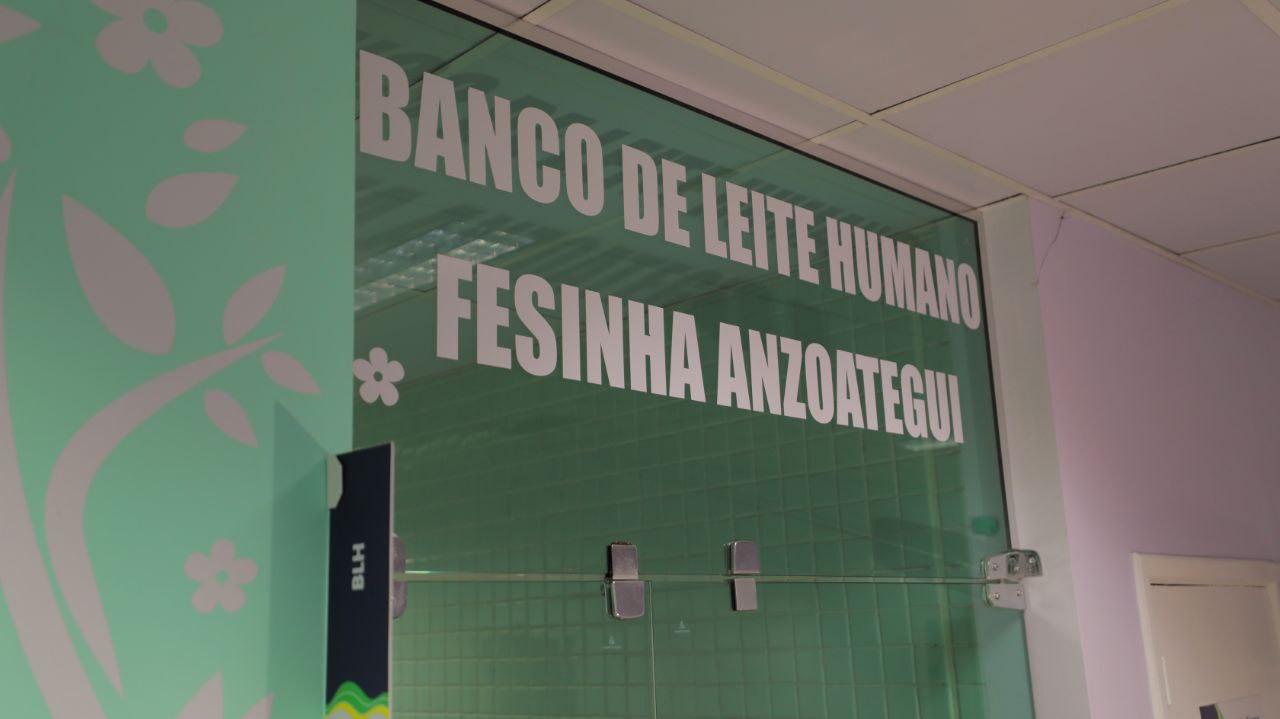 BANCO DE LEITE HUMANO
FESINHA ANZOATEGUI
BLH